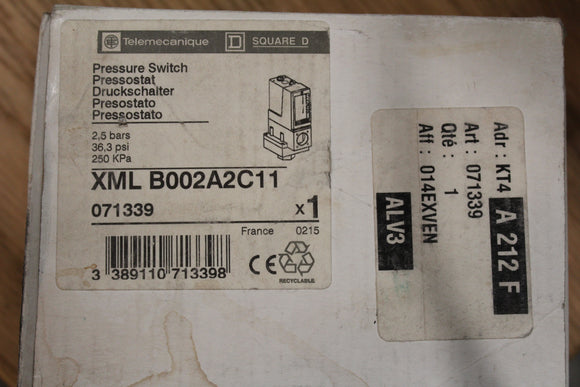 Telemecanique
SQUARE D
Pressure Switch
Pressostat
Druckschalter
Presostato
Pressostato
2,5 bars
36,3 psi
250 KPa
XML B002A2C11
071339
x1
France 0215
3 389110 713398
CE
RECYCLABLE
Adr : KT4 A 212 F
Art : 071339
Qté : 1
Aff : 014EXVEN
ALV3